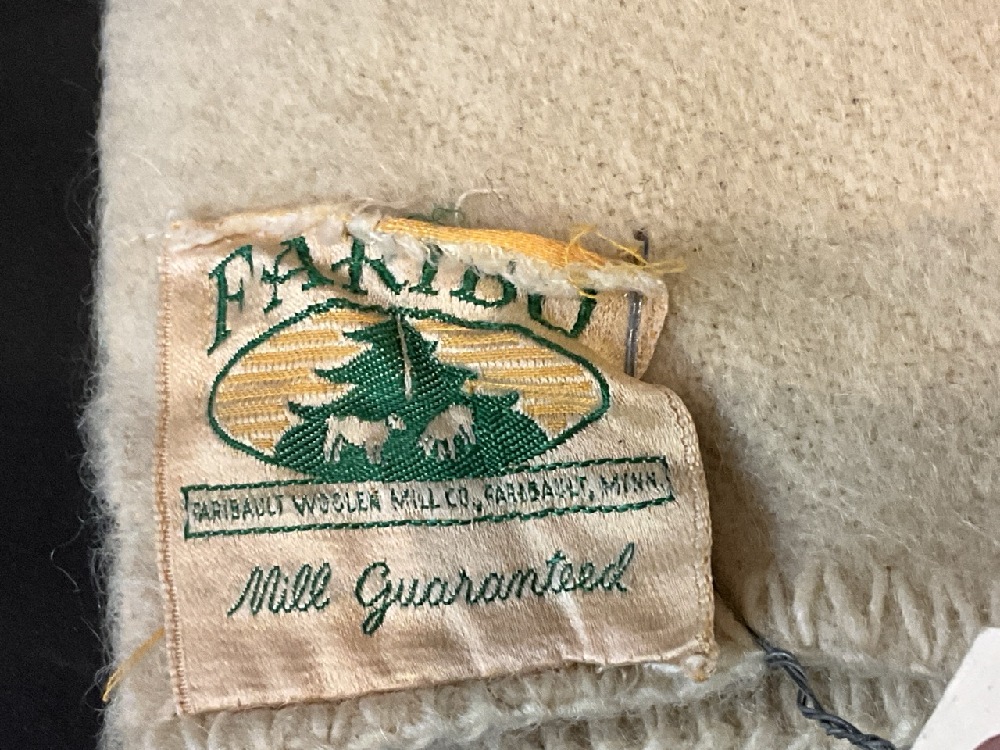 FARIBO
FARIBAULT WOOLEN MILL CO., FARIBAULT, MINN.
Mill Guaranteed